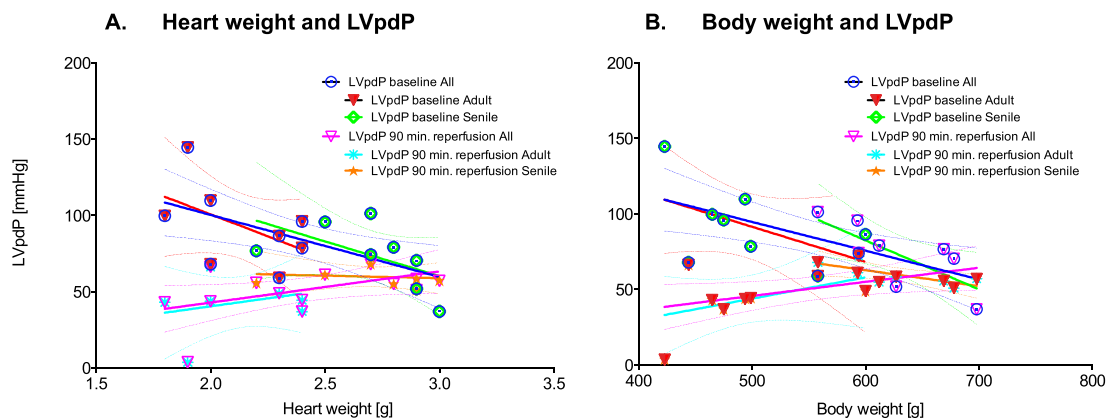 A. Heart weight and LVpdP
LVpdP [mmHg]
200
150
100
50
0
LVpdP baseline All
LVpdP baseline Adult
LVpdP baseline Senile
LVpdP 90 min. reperfusion All
LVpdP 90 min. reperfusion Adult
LVpdP 90 min. reperfusion Senile
1.5 2.0 2.5 3.0 3.5
Heart weight [g]
B. Body weight and LVpdP
200
150
100
50
0
LVpdP baseline All
LVpdP baseline Adult
LVpdP baseline Senile
LVpdP 90 min. reperfusion All
LVpdP 90 min. reperfusion Adult
LVpdP 90 min. reperfusion Senile
400 500 600 700 800
Body weight [g]